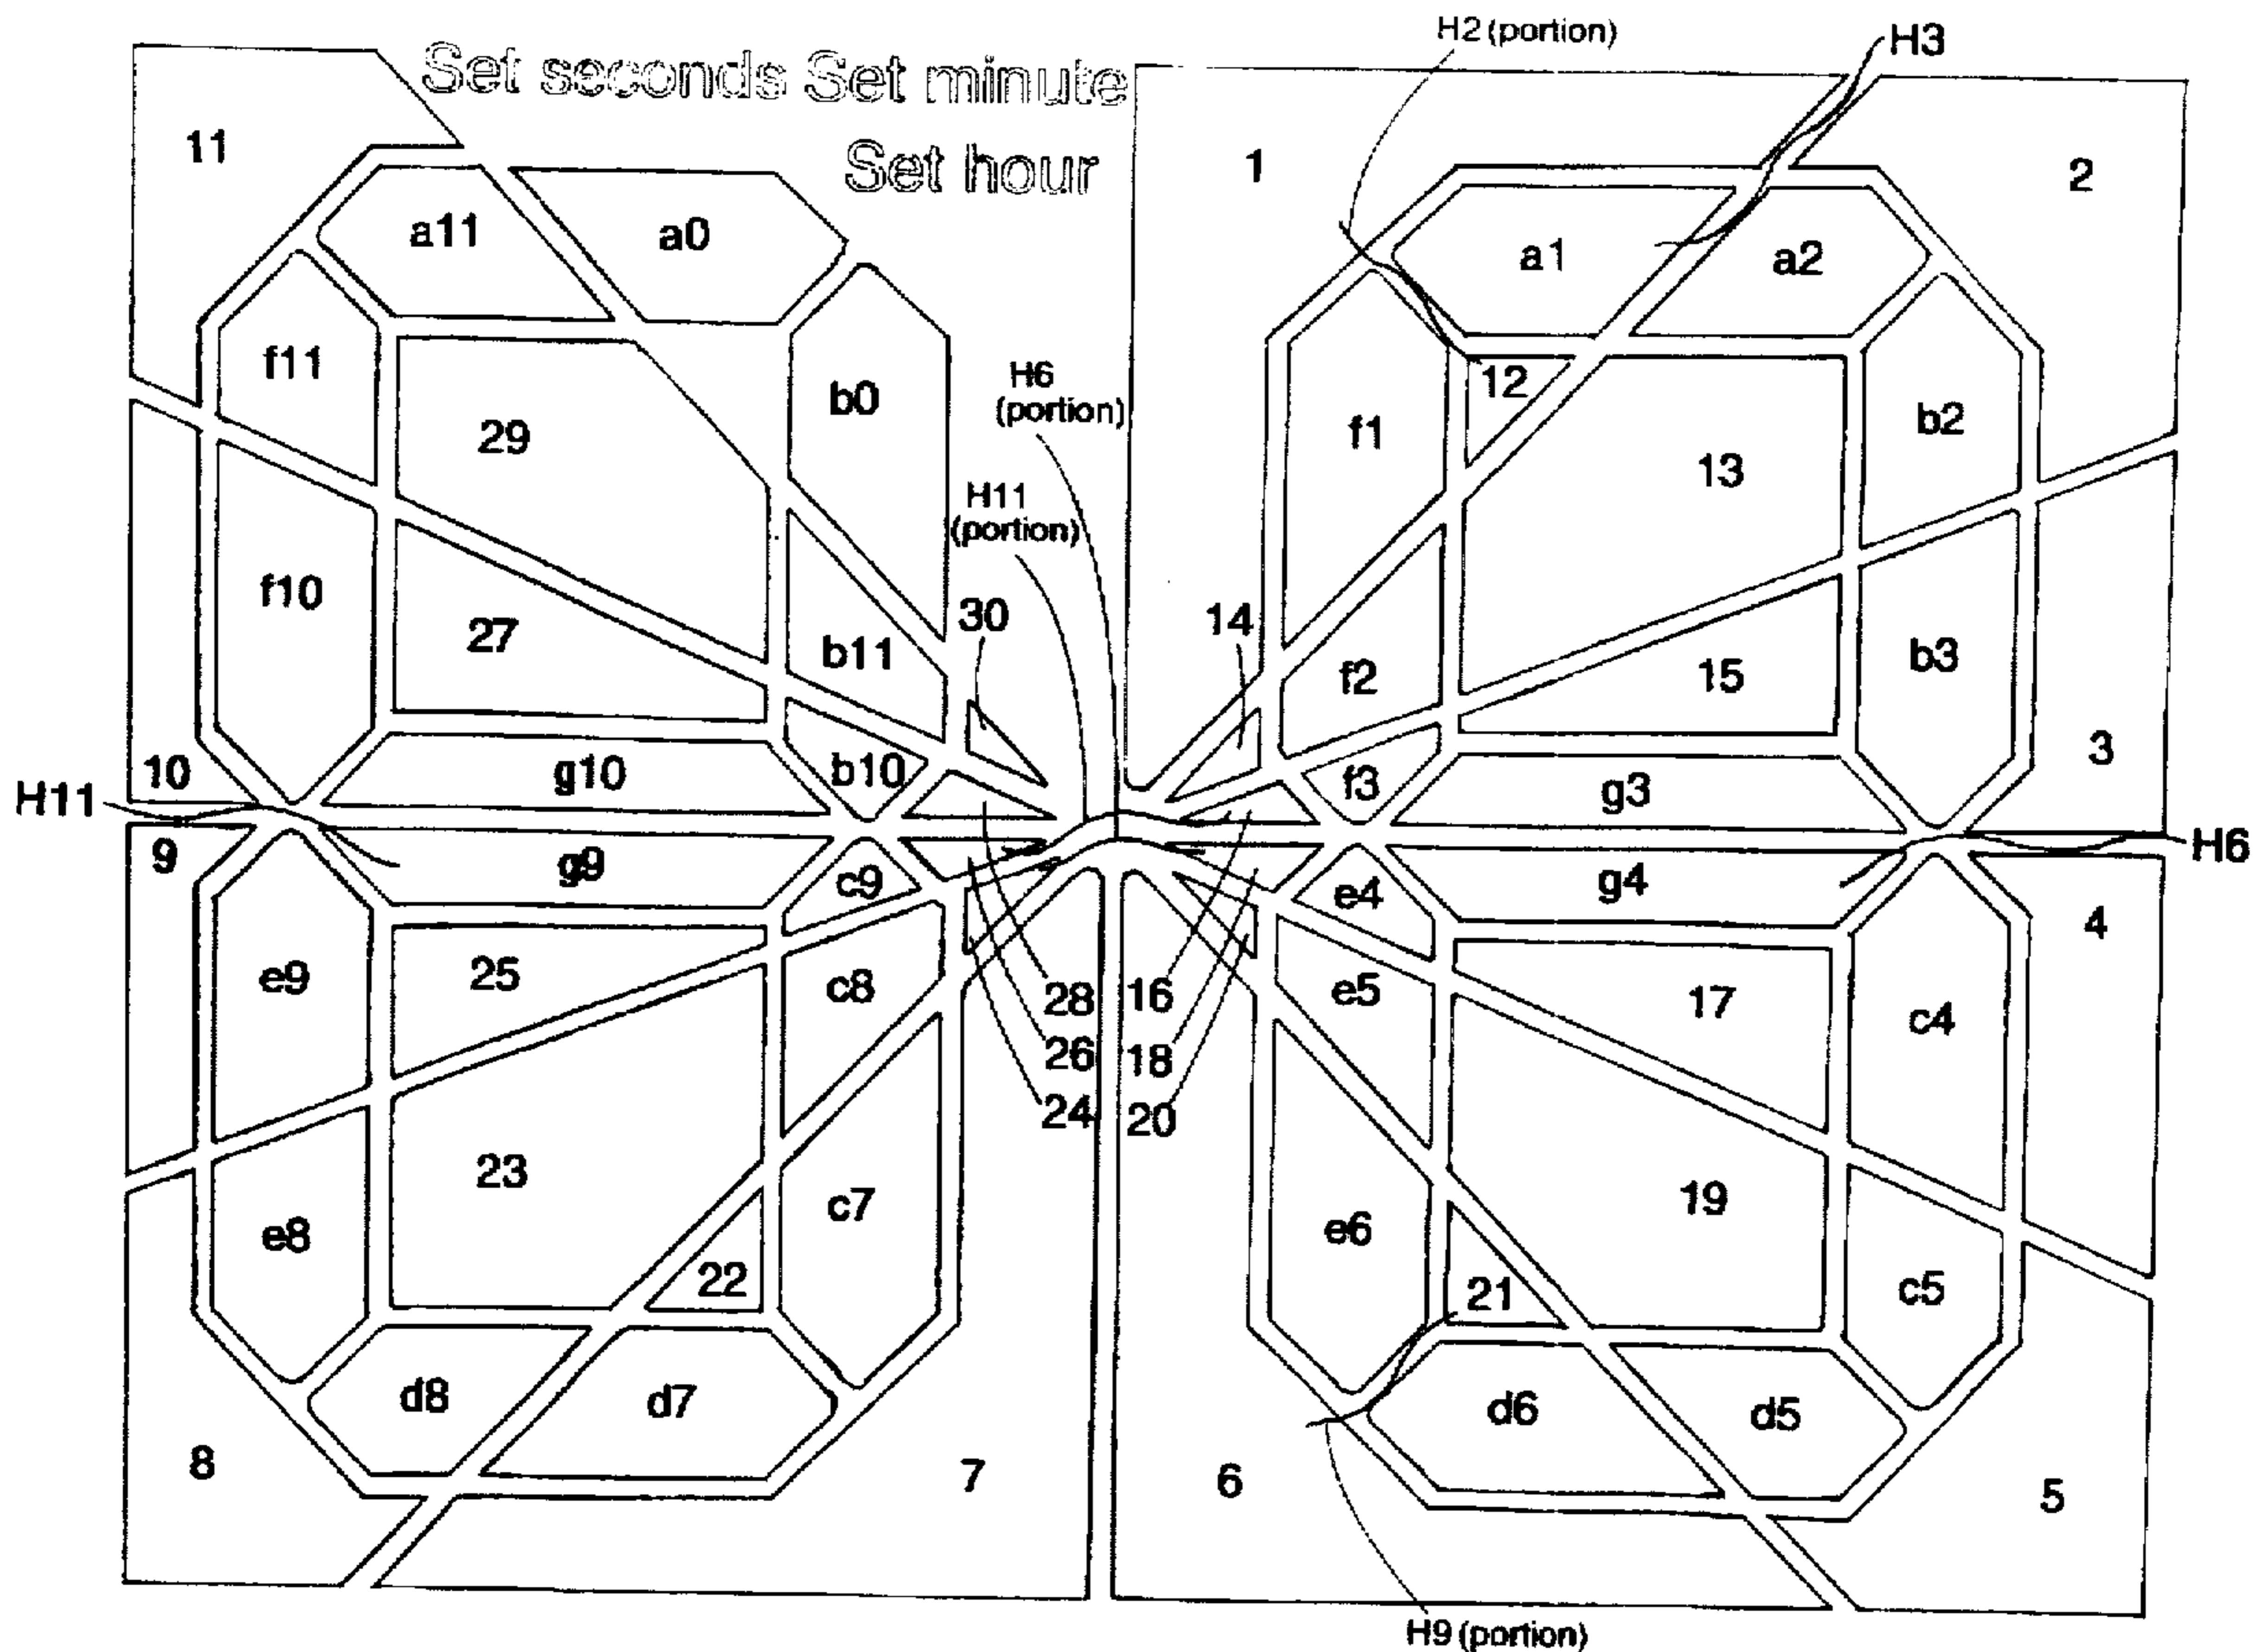 H2 (portion)
H3
Set seconds Set minute
Set hour
11
1
2
a11
a0
a1
a2
f11
b0
29
H6
(portion)
12
f1
b2
13
H11
(portion)
f10
27
b11
30
14
f2
15
b3
10
g10
b10
f3
g3
3
H11
H6
9
g9
c9
e4
g4
4
e9
25
c8
28
16
e5
17
c4
26
18
24
20
23
c7
e8
22
e6
21
19
c5
d8
d7
d6
d5
8
7
6
5
H9 (portion)